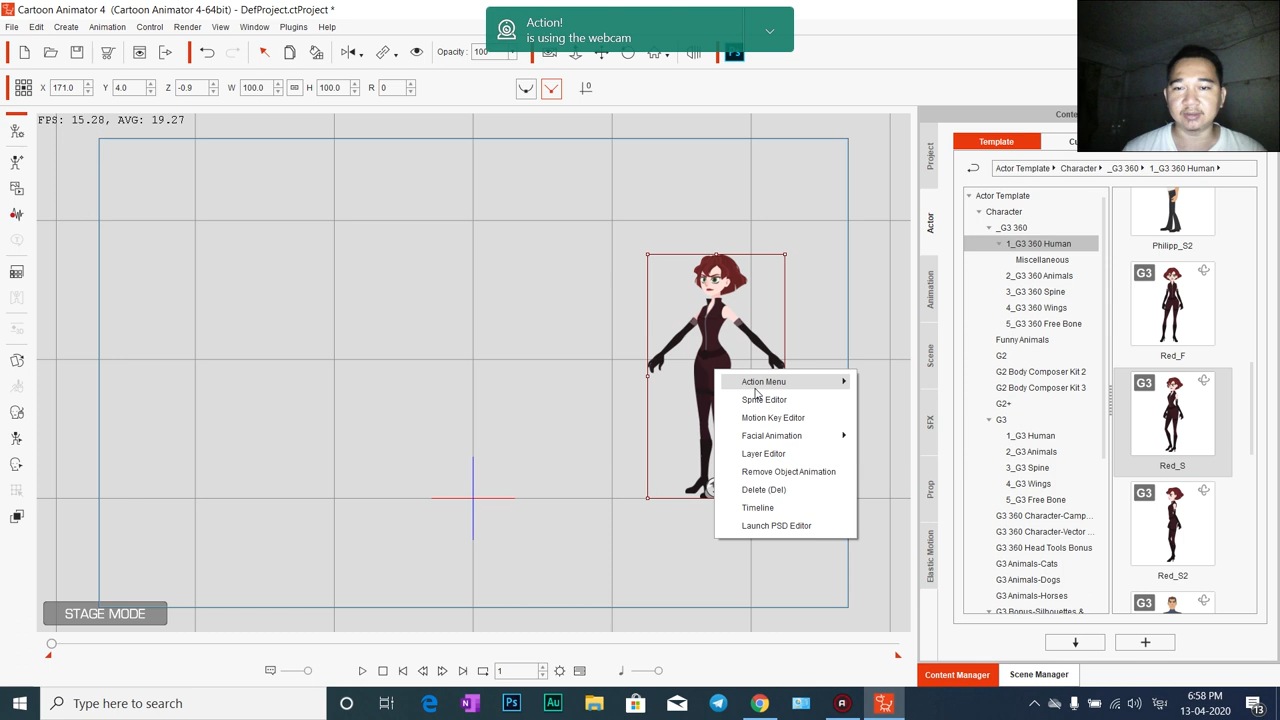 Cartoon Animator 4 (Cartoon Animator 4-64bit) - DefProject.ctProject *
File Edit Create Animation Control Render Window Plugins
Action!
is using the webcam
Opacity : 100
Ps
X 171.0 Y 4.0 Z -0.9 W 100.0 H 100.0 R 0
FPS: 15.28, AVG: 19.27
Template
Actor Template Character _G3 360 1_G3 360 Human
Project
Actor
Animation
Scene
SFX
Prop
Elastic Motion
Actor Template
Character
_G3 360
1_G3 360 Human
Miscellaneous
2_G3 360 Animals
3_G3 360 Spine
4_G3 360 Wings
5_G3 360 Free Bone
Funny Animals
G2
G2 Body Composer Kit 2
G2 Body Composer Kit 3
G2+
G3
1_G3 Human
2_G3 Animals
3_G3 Spine
4_G3 Wings
5_G3 Free Bone
G3 360 Character-Camp...
G3 360 Character-Vector ...
G3 360 Head Tools Bonus
G3 Animals-Cats
G3 Animals-Dogs
G3 Animals-Horses
G3 Bonus-Silhouettes &
Philipp_S2
G3
Red_F
G3
Red_S
G3
Red_S2
G3
Action Menu
Sprite Editor
Motion Key Editor
Facial Animation
Layer Editor
Remove Object Animation
Delete (Del)
Timeline
Launch PSD Editor
STAGE MODE
1
Content Manager Scene Manager
Type here to search
Ps Au
6:58 PM
13-04-2020
13